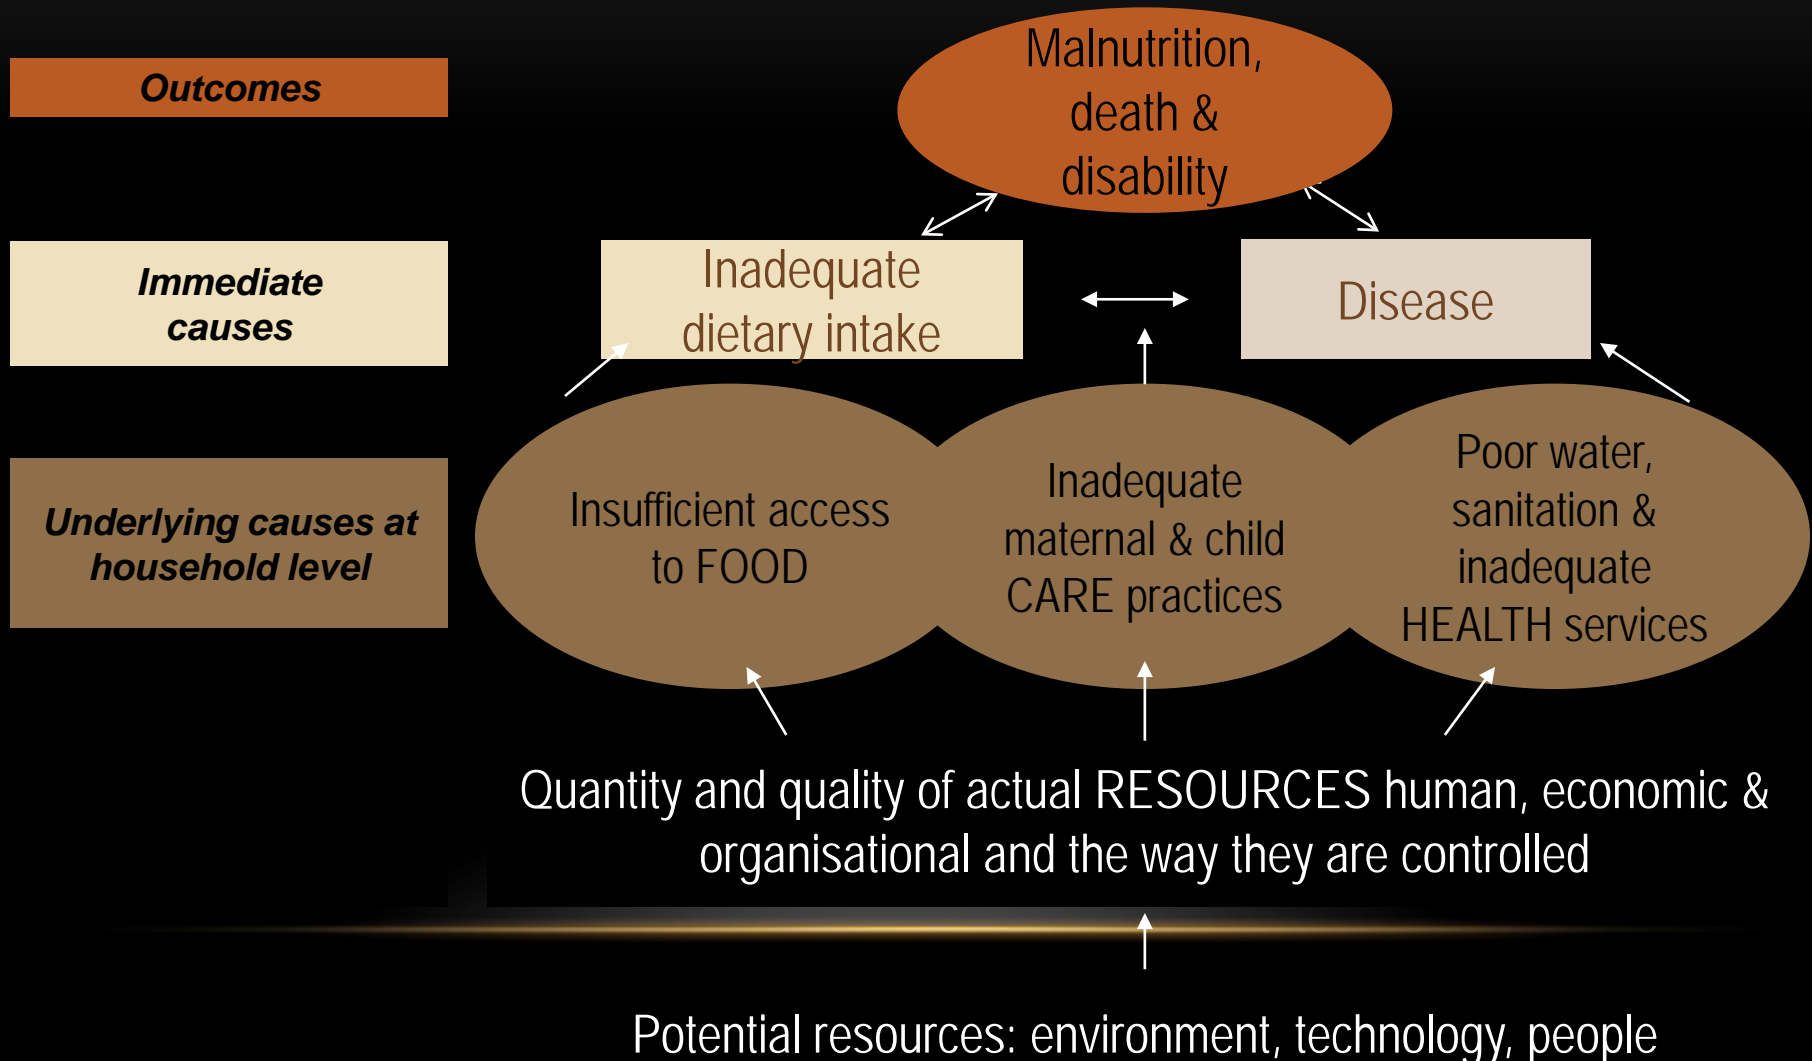 Outcomes
Malnutrition,
death &
disability
Immediate
causes
Inadequate
dietary intake
Disease
Underlying causes at
household level
Insufficient access
to FOOD
Inadequate
maternal & child
CARE practices
Poor water,
sanitation &
inadequate
HEALTH services
Quantity and quality of actual RESOURCES human, economic &
organisational and the way they are controlled
Potential resources: environment, technology, people